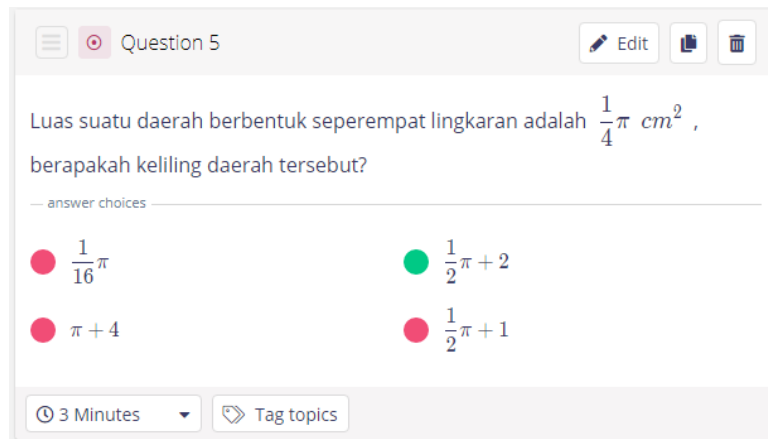 Question 5
Edit
Luas suatu daerah berbentuk seperempat lingkaran adalah 1/4 π cm² ,
berapakah keliling daerah tersebut?
answer choices
1/16 π
1/2 π + 2
π + 4
1/2 π + 1
3 Minutes
Tag topics